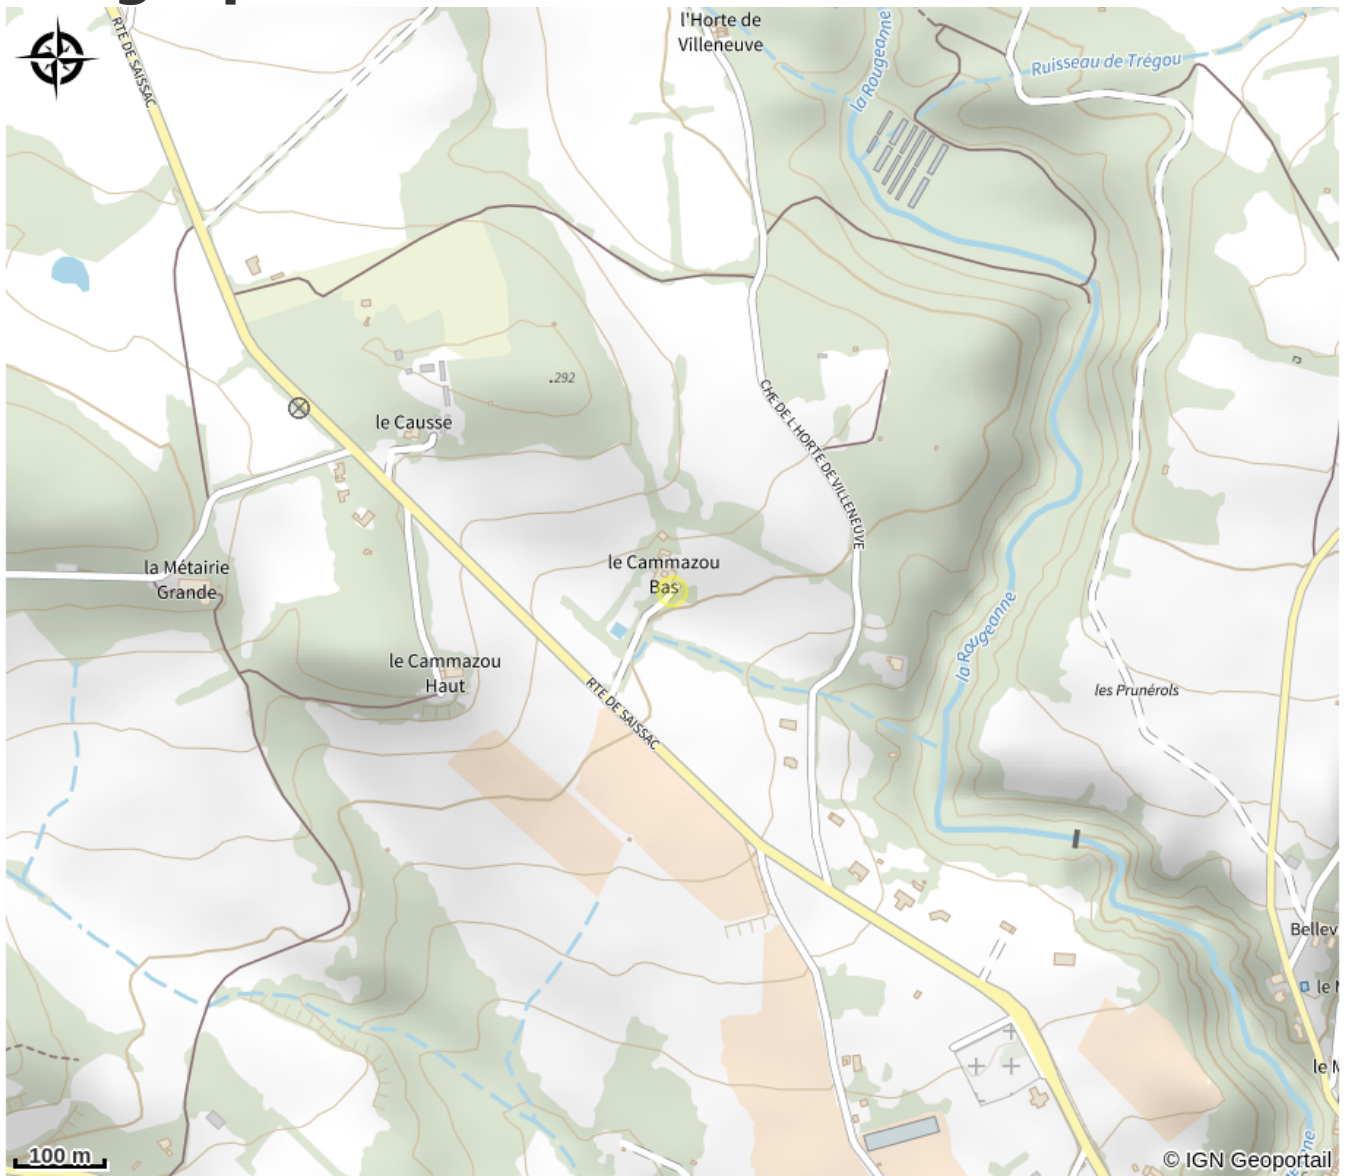 l'Horte de
Villeneuve
la Rougeanne
Ruisseau de Trégou
RTE DE SAISSAC
.292
CHE DE L HORTE DE VILLENEUVE
le Causse
le Cammazou
Bas
la Métairie
Grande
la Rougeanne
le Cammazou
Haut
les Prunérols
RTE DE SAISSAC
Bellev
le
le
100 m
© IGN Geoportail